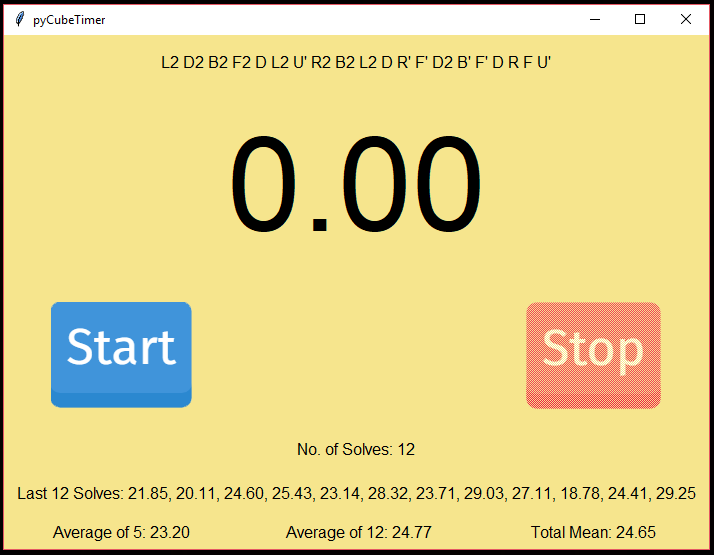 pyCubeTimer
L2 D2 B2 F2 D L2 U' R2 B2 L2 D R' F' D2 B' F' D R F U'
0.00
Start
Stop
No. of Solves: 12
Last 12 Solves: 21.85, 20.11, 24.60, 25.43, 23.14, 28.32, 23.71, 29.03, 27.11, 18.78, 24.41, 29.25
Average of 5: 23.20
Average of 12: 24.77
Total Mean: 24.65